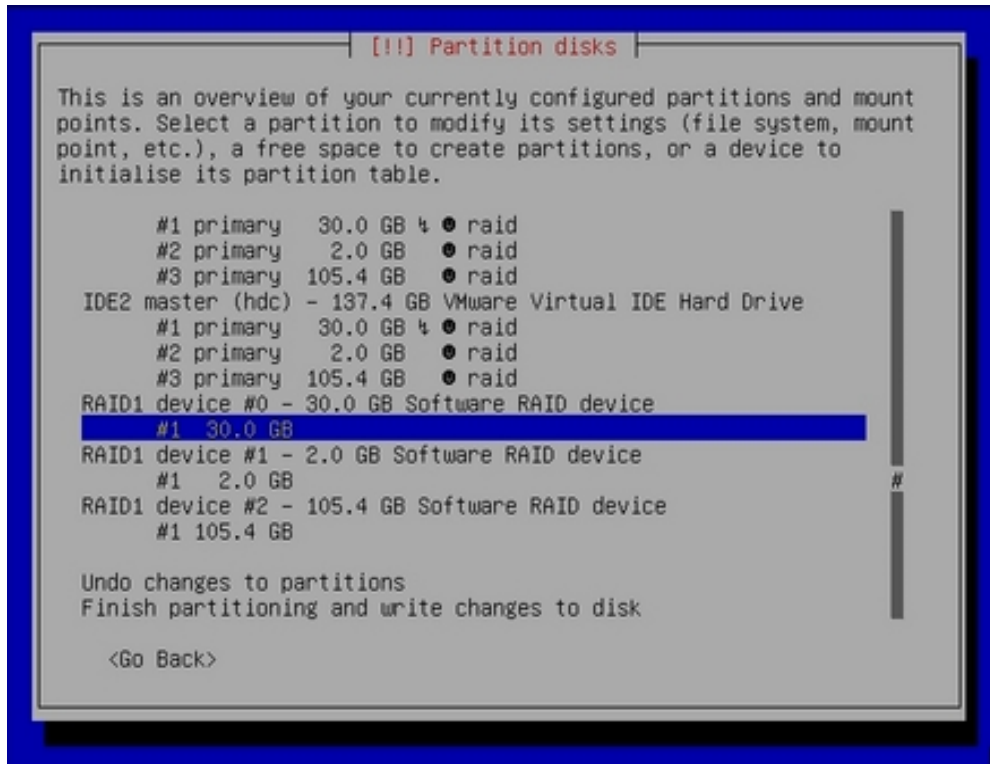 [!!] Partition disks
This is an overview of your currently configured partitions and mount
points. Select a partition to modify its settings (file system, mount
point, etc.), a free space to create partitions, or a device to
initialise its partition table.
#1 primary 30.0 GB ↯ ☻ raid
#2 primary 2.0 GB ☻ raid
#3 primary 105.4 GB ☻ raid
IDE2 master (hdc) - 137.4 GB VMware Virtual IDE Hard Drive
#1 primary 30.0 GB ↯ ☻ raid
#2 primary 2.0 GB ☻ raid
#3 primary 105.4 GB ☻ raid
RAID1 device #0 - 30.0 GB Software RAID device
#1 30.0 GB
RAID1 device #1 - 2.0 GB Software RAID device
#1 2.0 GB #
RAID1 device #2 - 105.4 GB Software RAID device
#1 105.4 GB
Undo changes to partitions
Finish partitioning and write changes to disk
<Go Back>